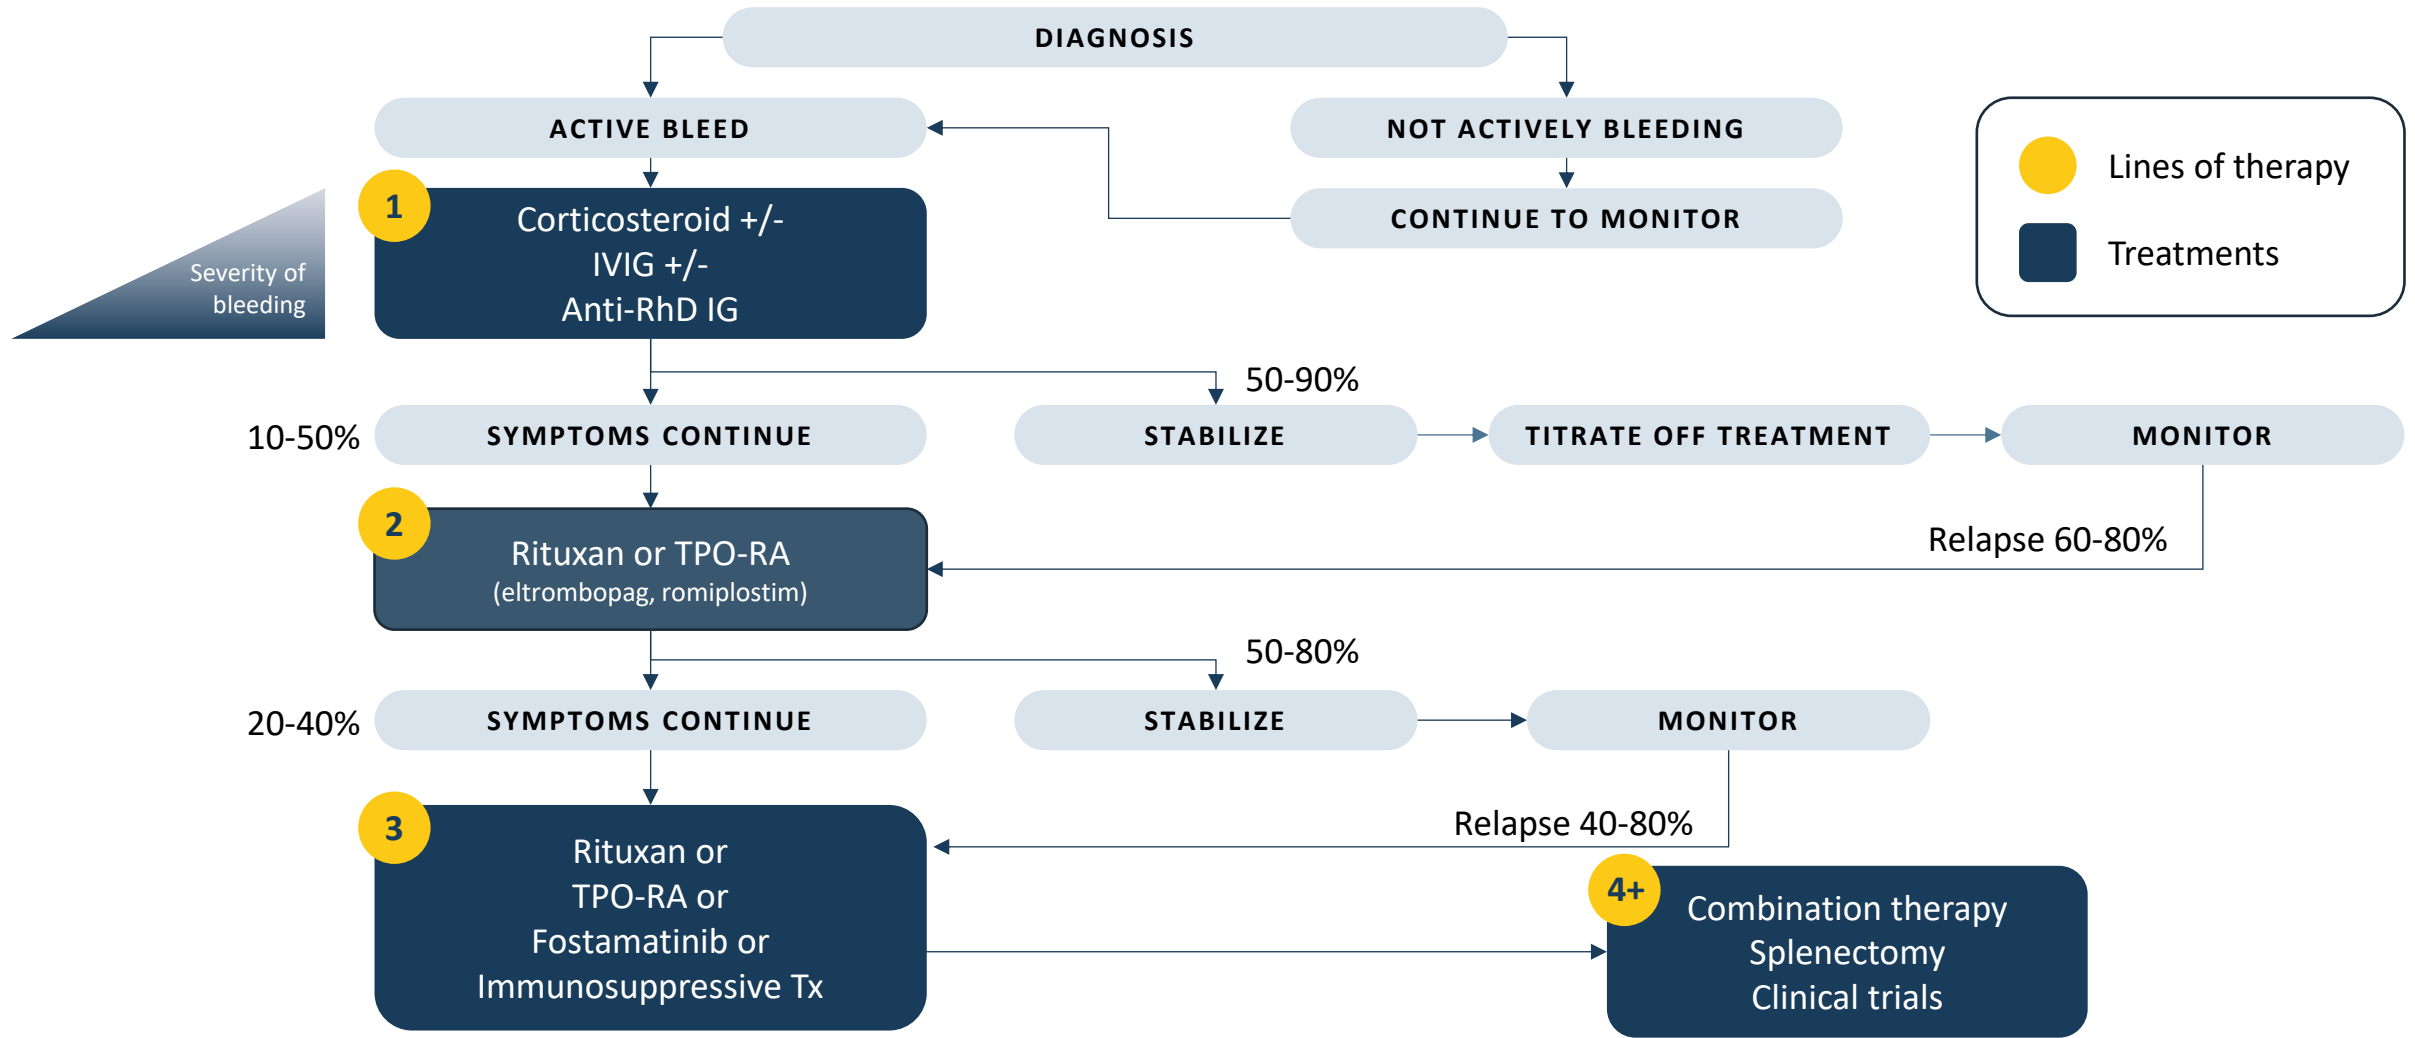 DIAGNOSIS
ACTIVE BLEED
NOT ACTIVELY BLEEDING
Lines of therapy
Treatments
1
Corticosteroid +/-
IVIG +/-
Anti-RhD IG
CONTINUE TO MONITOR
Severity of
bleeding
50-90%
10-50%
SYMPTOMS CONTINUE
STABILIZE
TITRATE OFF TREATMENT
MONITOR
2
Rituxan or TPO-RA
(eltrombopag, romiplostim)
Relapse 60-80%
50-80%
20-40%
SYMPTOMS CONTINUE
STABILIZE
MONITOR
Relapse 40-80%
3
Rituxan or
TPO-RA or
Fostamatinib or
Immunosuppressive Tx
4+
Combination therapy
Splenectomy
Clinical trials